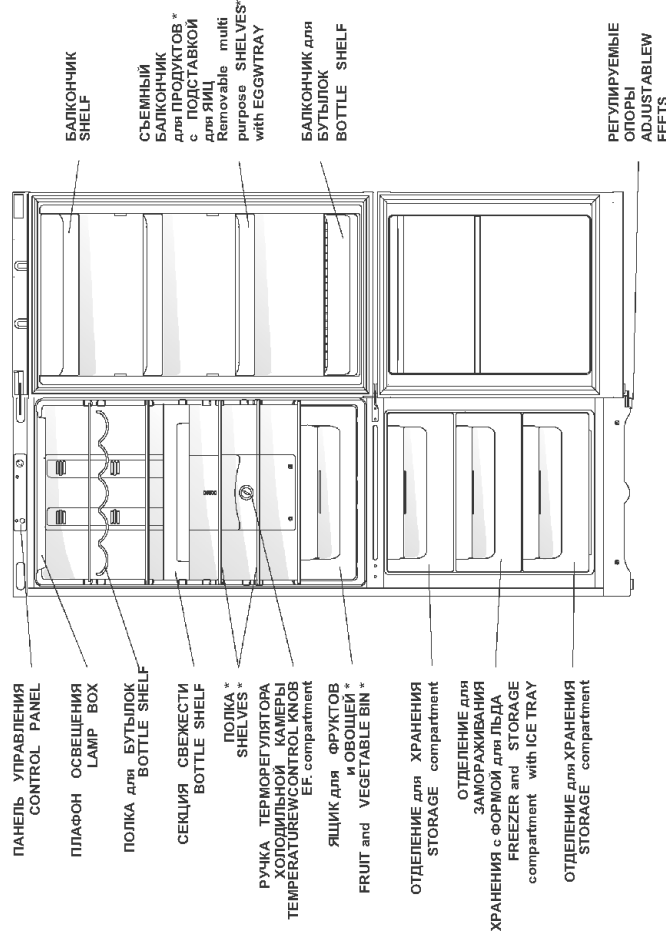 ПАНЕЛЬ УПРАВЛЕНИЯ
CONTROL PANEL
ПЛАФОН ОСВЕЩЕНИЯ
LAMP BOX
ПОЛКА для БУТЫЛОК
BOTTLE SHELF
СЕКЦИЯ СВЕЖЕСТИ
BOTTLE SHELF
ПОЛКА *
SHELVES *
РУЧКА ТЕРМОРЕГУЛЯТОРА
ХОЛОДИЛЬНОЙ КАМЕРЫ
TEMPERATUREWCONTROL KNOB
EF. compartment
ЯЩИК для ФРУКТОВ
и ОВОЩЕЙ *
FRUIT and VEGETABLE BIN *
ОТДЕЛЕНИЕ для ХРАНЕНИЯ
STORAGE compartment
ОТДЕЛЕНИЕ для
ЗАМОРАЖИВАНИЯ
ХРАНЕНИЯ с ФОРМОЙ для ЛЬДА
FREEZER and STORAGE
compartment with ICE TRAY
ОТДЕЛЕНИЕ для ХРАНЕНИЯ
STORAGE compartment
БАЛКОНЧИК
SHELF
СЪЕМНЫЙ
БАЛКОНЧИК
для ПРОДУКТОВ *
с ПОДСТАВКОЙ
для ЯИЦ
Removable multi
purpose SHELVES*
with EGGWTRAY
БАЛКОНЧИК для
БУТЫЛОК
BOTTLE SHELF
РЕГУЛИРУЕМЫЕ
ОПОРЫ
ADJUSTABLEW
FEETS